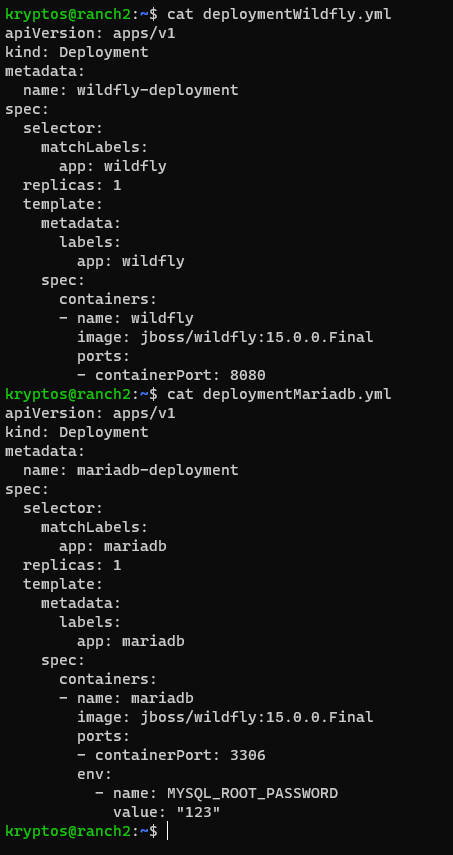 kryptos@ranch2:~$ cat deploymentWildfly.yml
apiVersion: apps/v1
kind: Deployment
metadata:
  name: wildfly-deployment
spec:
  selector:
    matchLabels:
      app: wildfly
  replicas: 1
  template:
    metadata:
      labels:
        app: wildfly
    spec:
      containers:
      - name: wildfly
        image: jboss/wildfly:15.0.0.Final
        ports:
        - containerPort: 8080
kryptos@ranch2:~$ cat deploymentMariadb.yml
apiVersion: apps/v1
kind: Deployment
metadata:
  name: mariadb-deployment
spec:
  selector:
    matchLabels:
      app: mariadb
  replicas: 1
  template:
    metadata:
      labels:
        app: mariadb
    spec:
      containers:
      - name: mariadb
        image: jboss/wildfly:15.0.0.Final
        ports:
        - containerPort: 3306
        env:
          - name: MYSQL_ROOT_PASSWORD
            value: "123"
kryptos@ranch2:~$